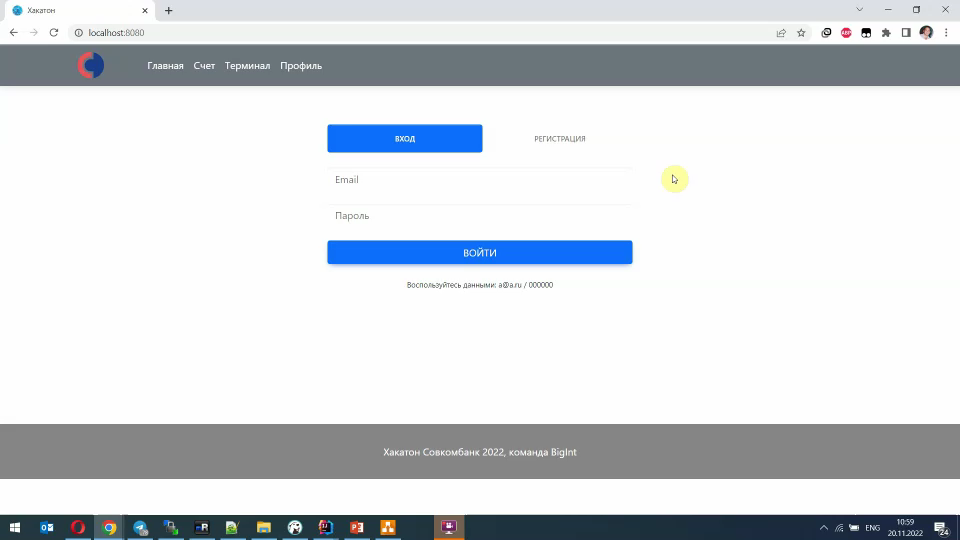 Хакатон
localhost:8080
ABP
Главная Счет Терминал Профиль
ВХОД РЕГИСТРАЦИЯ
Email
Пароль
ВОЙТИ
Воспользуйтесь данными: a@a.ru / 000000
Хакатон Совкомбанк 2022, команда BigInt
ENG
10:59
20.11.2022
24